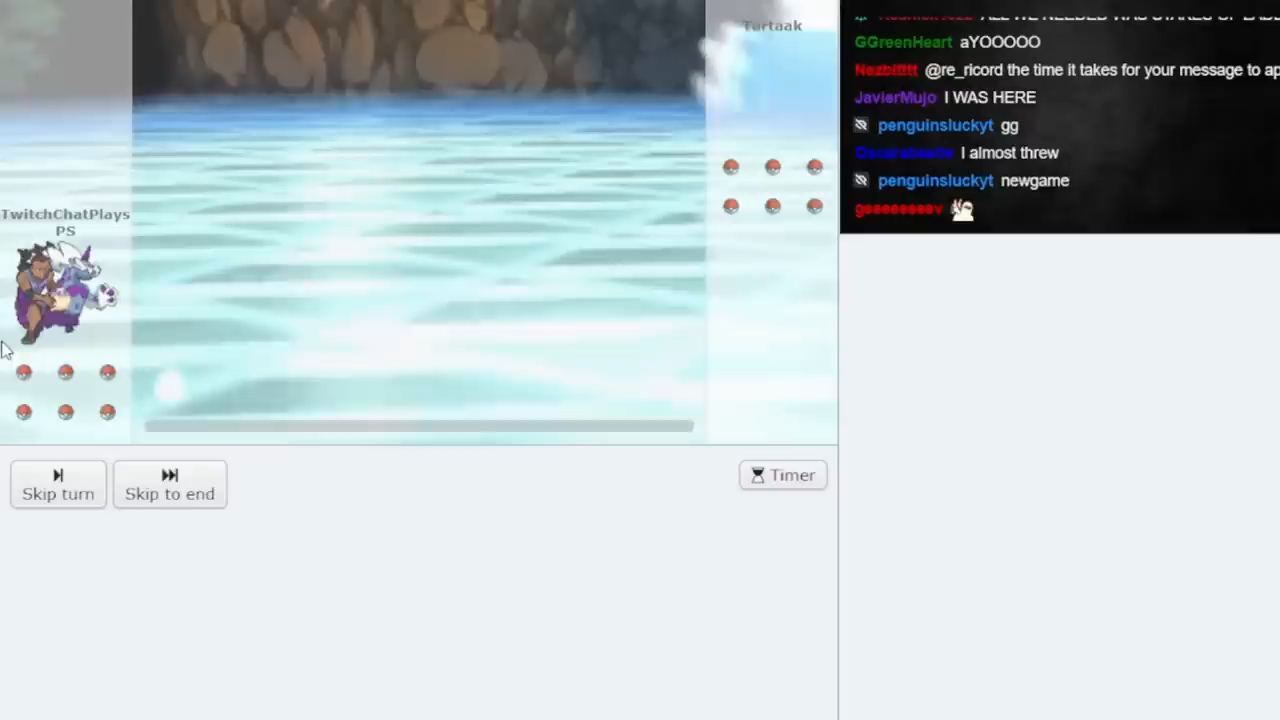 Turtaak
TwitchChatPlays
PS
Skip turn
Skip to end
Timer
GGreenHeart aYOOOOO
@re_ricord the time it takes for your message to ap
JavierMujo I WAS HERE
penguinsluckyt gg
I almost threw
penguinsluckyt newgame